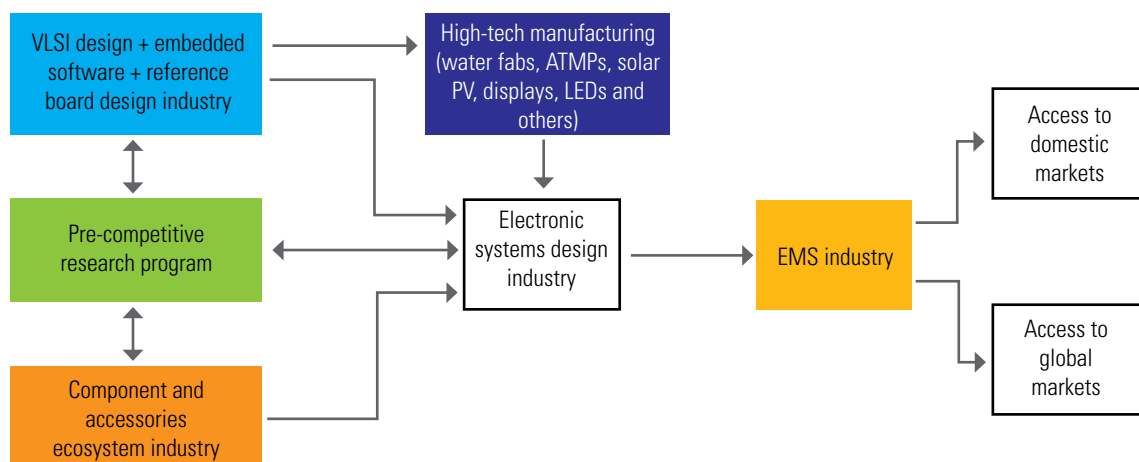 VLSI design + embedded
software + reference
board design industry
High-tech manufacturing
(water fabs, ATMPs, solar
PV, displays, LEDs and
others)
Access to
domestic
markets
Pre-competitive
research program
Electronic
systems design
industry
EMS industry
Access to
global
markets
Component and
accessories
ecosystem industry